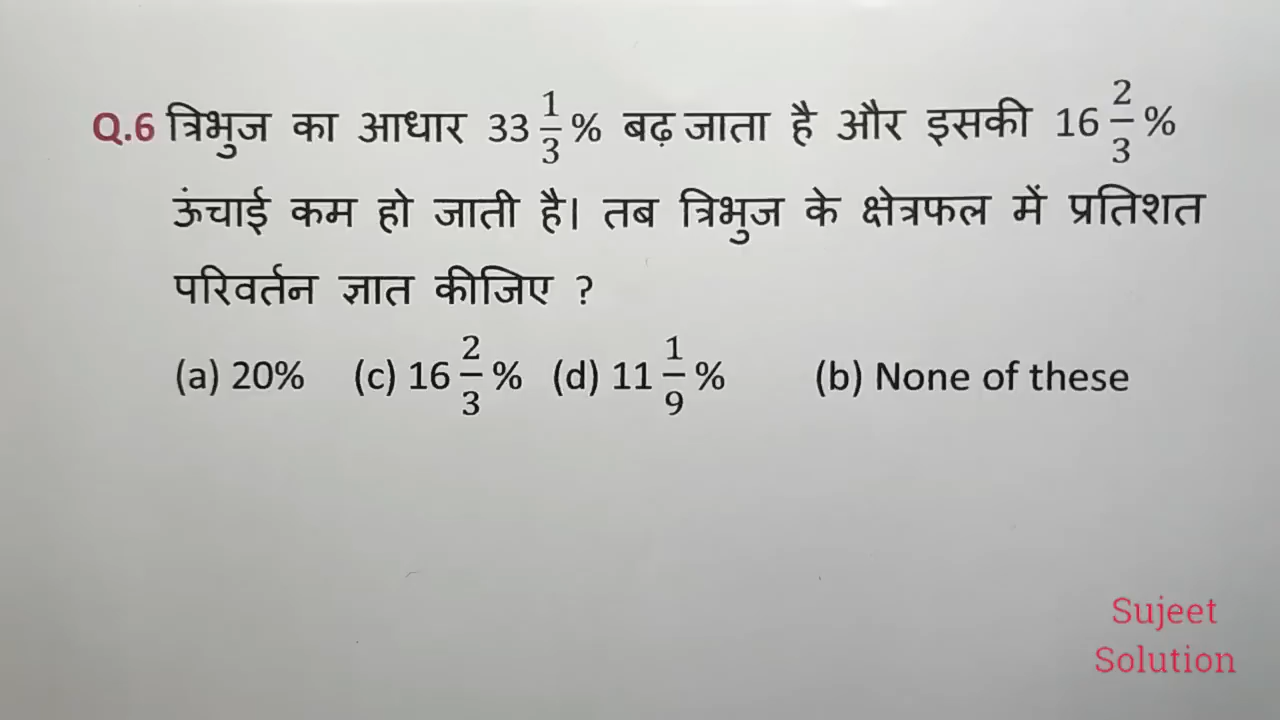 Q.6 त्रिभुज का आधार 33 1/3 % बढ़ जाता है और इसकी 16 2/3 %
ऊंचाई कम हो जाती है। तब त्रिभुज के क्षेत्रफल में प्रतिशत
परिवर्तन ज्ञात कीजिए ?
(a) 20% (c) 16 2/3 % (d) 11 1/9 % (b) None of these
Sujeet
Solution